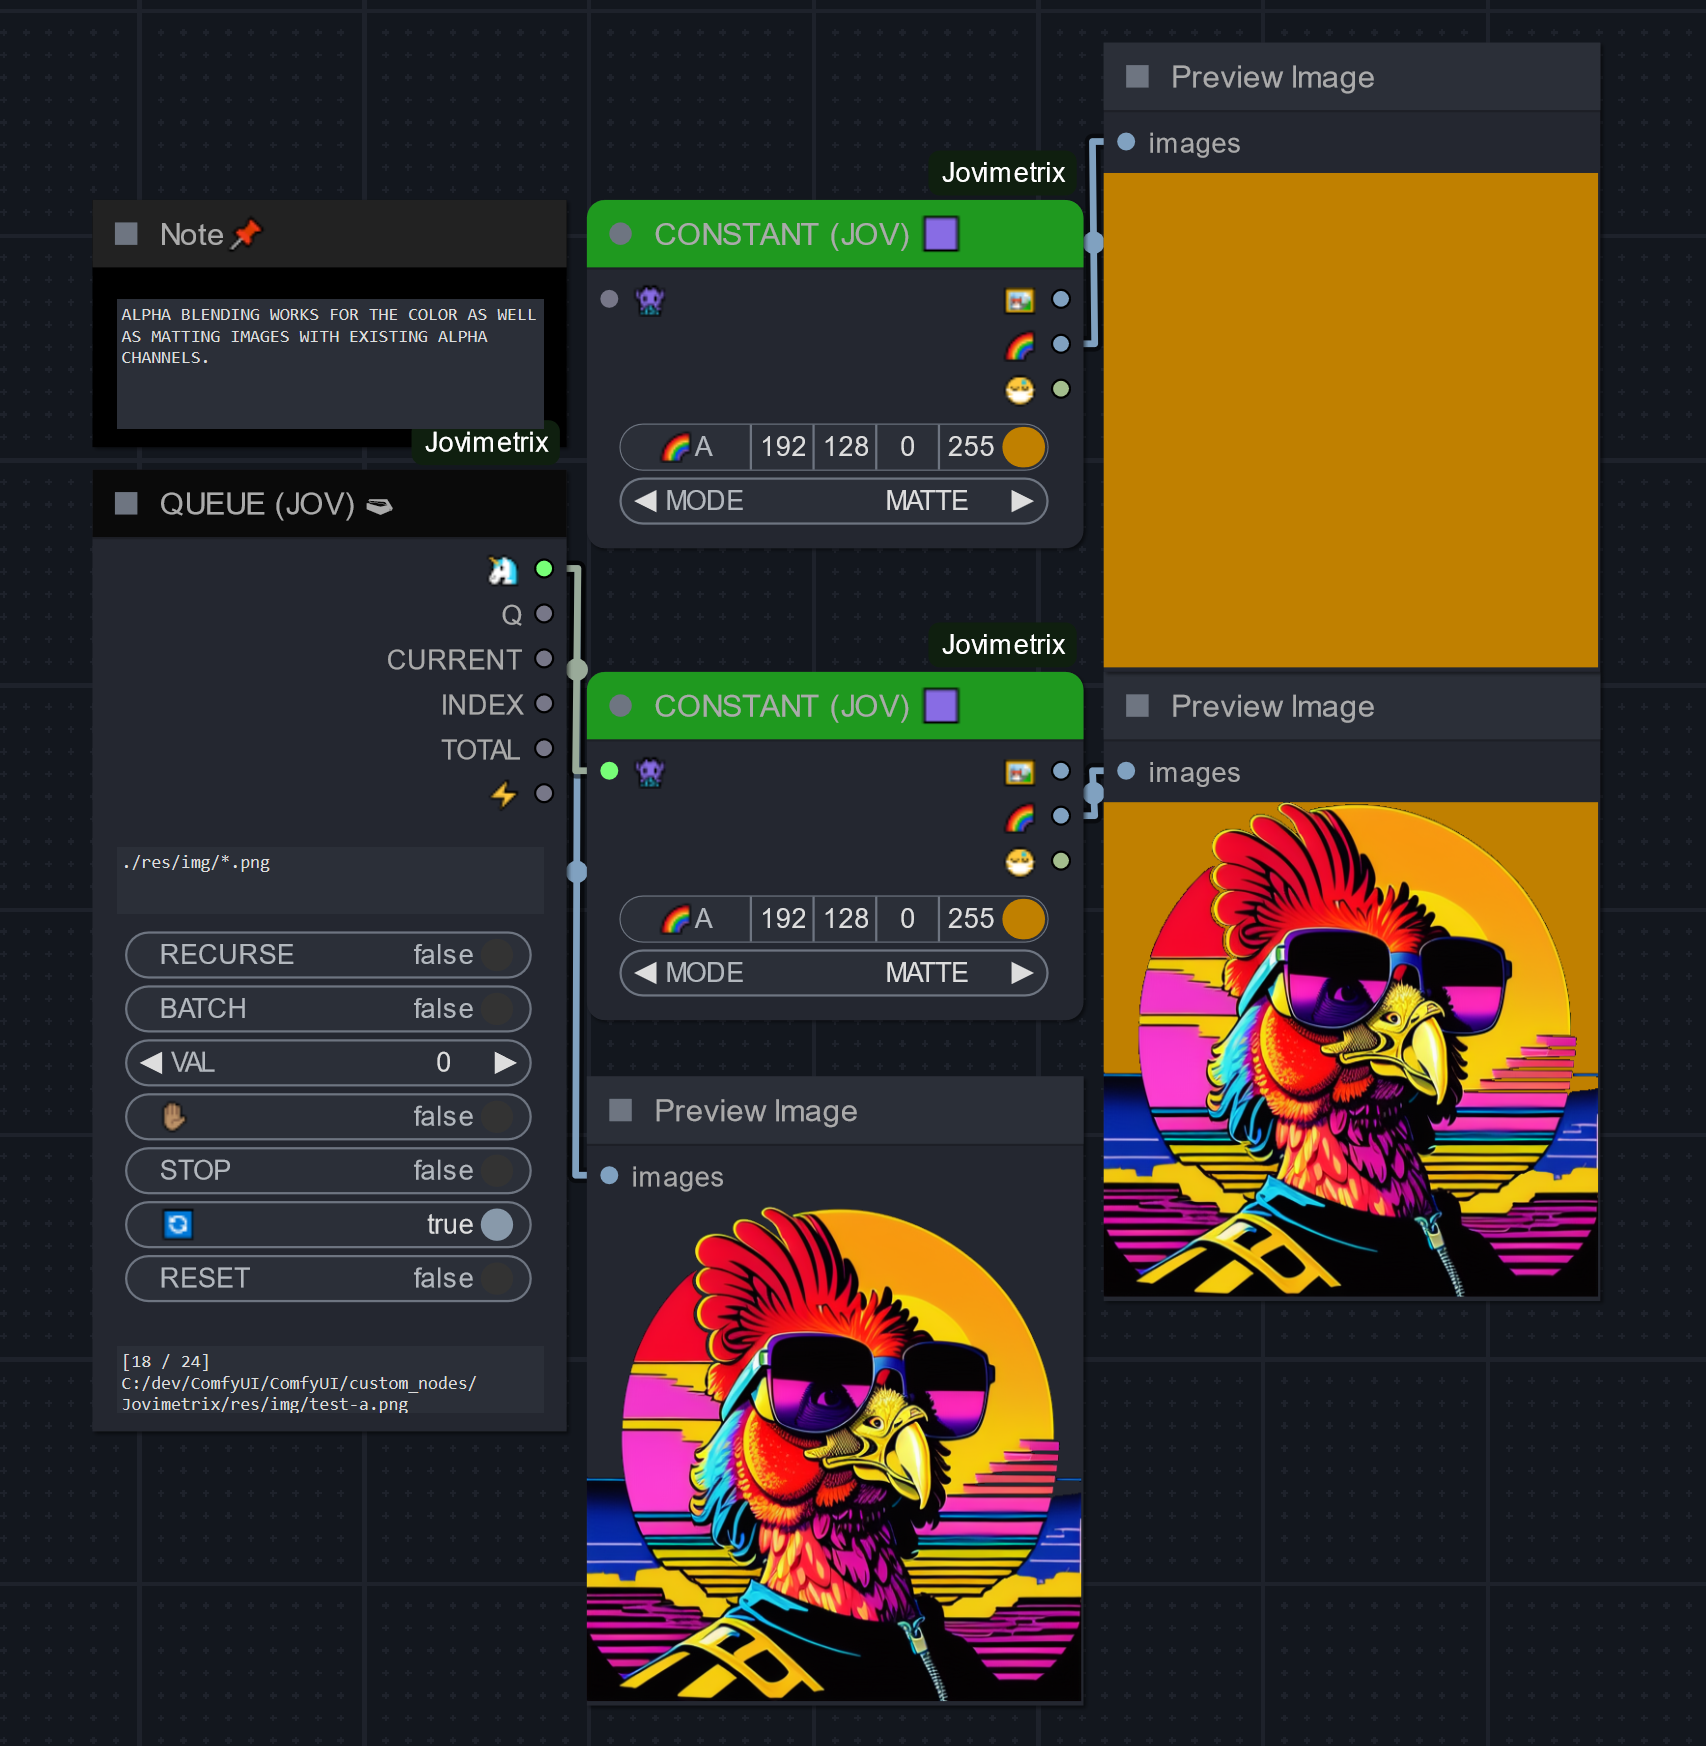 Note
ALPHA BLENDING WORKS FOR THE COLOR AS WELL
AS MATTING IMAGES WITH EXISTING ALPHA
CHANNELS.
Jovimetrix
QUEUE (JOV)
Q
CURRENT
INDEX
TOTAL
./res/img/*.png
RECURSE false
BATCH false
VAL 0
false
STOP false
true
RESET false
[18 / 24]
C:/dev/ComfyUI/ComfyUI/custom_nodes/
Jovimetrix/res/img/test-a.png
Jovimetrix
CONSTANT (JOV)
A 192 128 0 255
MODE MATTE
Jovimetrix
CONSTANT (JOV)
A 192 128 0 255
MODE MATTE
Preview Image
images
Preview Image
images
Preview Image
images